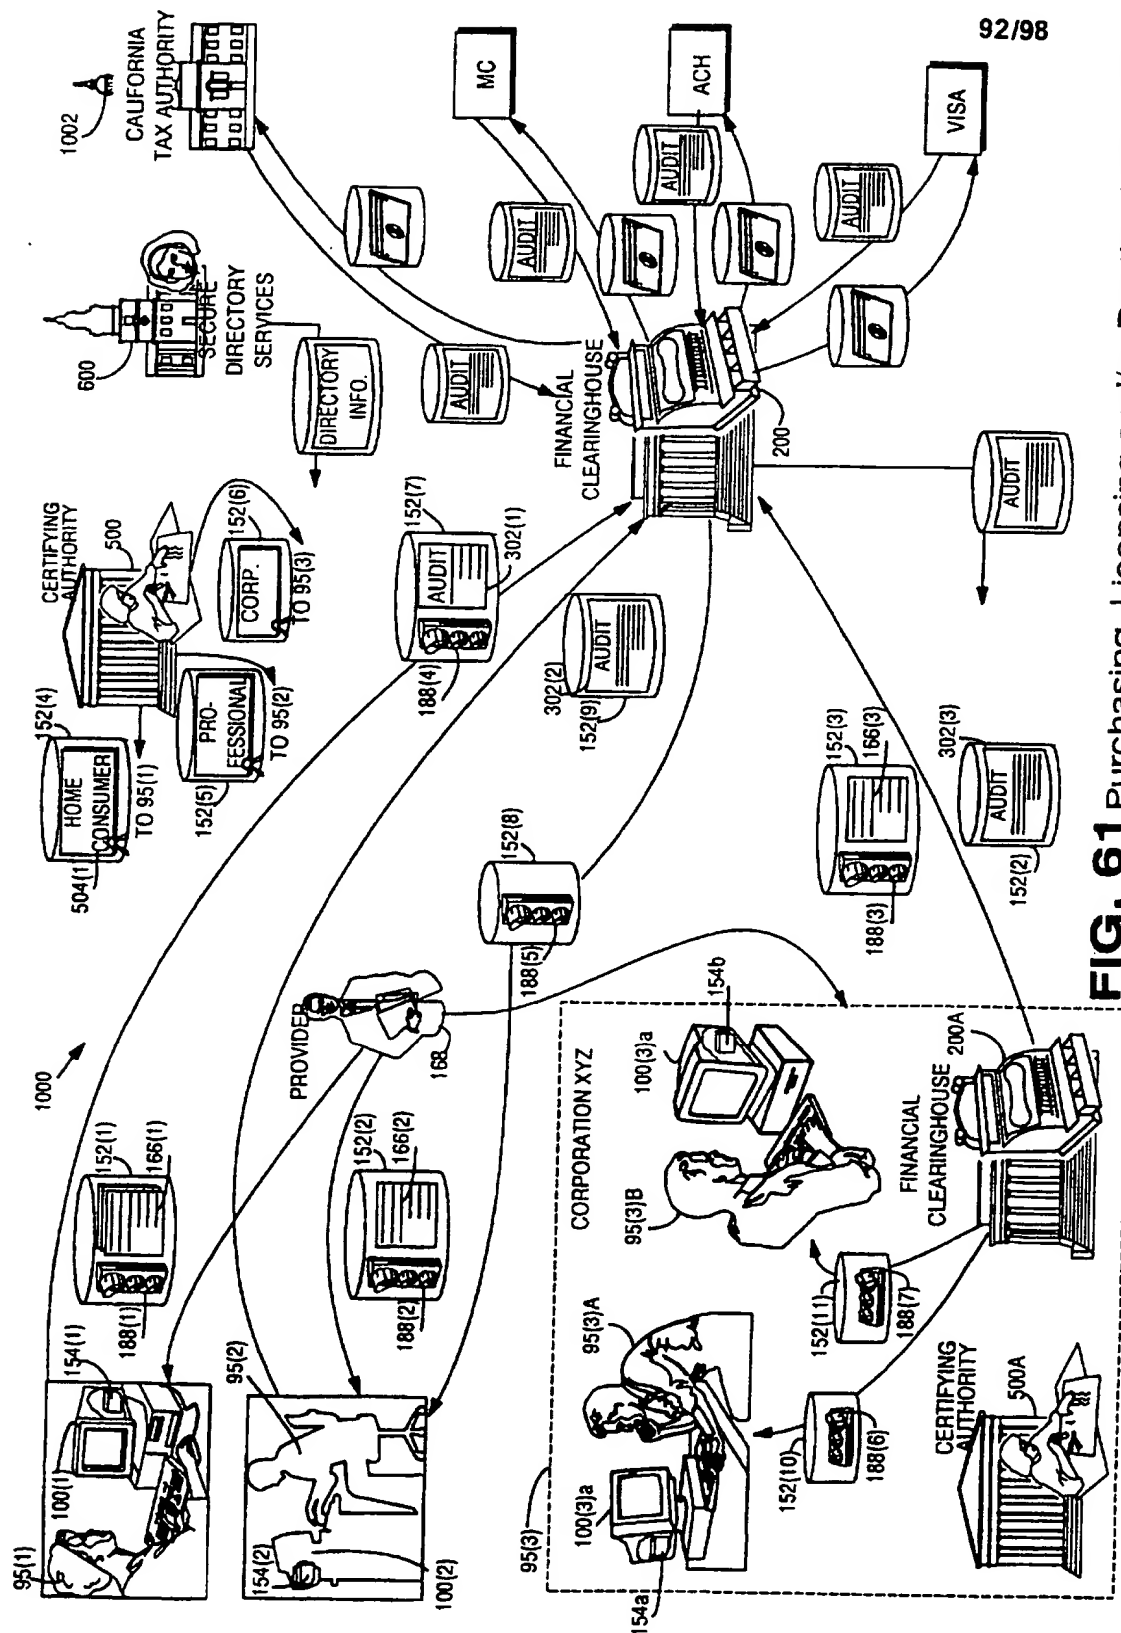 92/98
1002
CALIFORNIA
TAX AUTHORITY
MC
ACH
VISA
600
SECURE
DIRECTORY
SERVICES
DIRECTORY
INFO.
AUDIT
AUDIT
AUDIT
AUDIT
FINANCIAL
CLEARINGHOUSE
200
AUDIT
CERTIFYING
AUTHORITY
500
152(4)
HOME
CONSUMER
504(1)
TO 95(1)
PRO-
FESSIONAL
152(5)
TO 95(2)
152(6)
CORP.
TO 95(3)
152(7)
AUDIT
302(1)
188(4)
302(2)
AUDIT
152(9)
152(8)
188(5)
152(3)
166(3)
188(3)
302(3)
AUDIT
152(2)
1000
PROVIDER
168
152(1)
166(1)
188(1)
152(2)
166(2)
188(2)
95(1)
100(1)
154(1)
95(2)
154(2)
100(2)
CORPORATION XYZ
95(3)
100(3)a
154a
95(3)A
95(3)B
100(3)a
154b
152(10)
188(6)
152(11)
188(7)
CERTIFYING
AUTHORITY
500A
FINANCIAL
CLEARINGHOUSE
200A
FIG. 61 Purchasing, Licensing